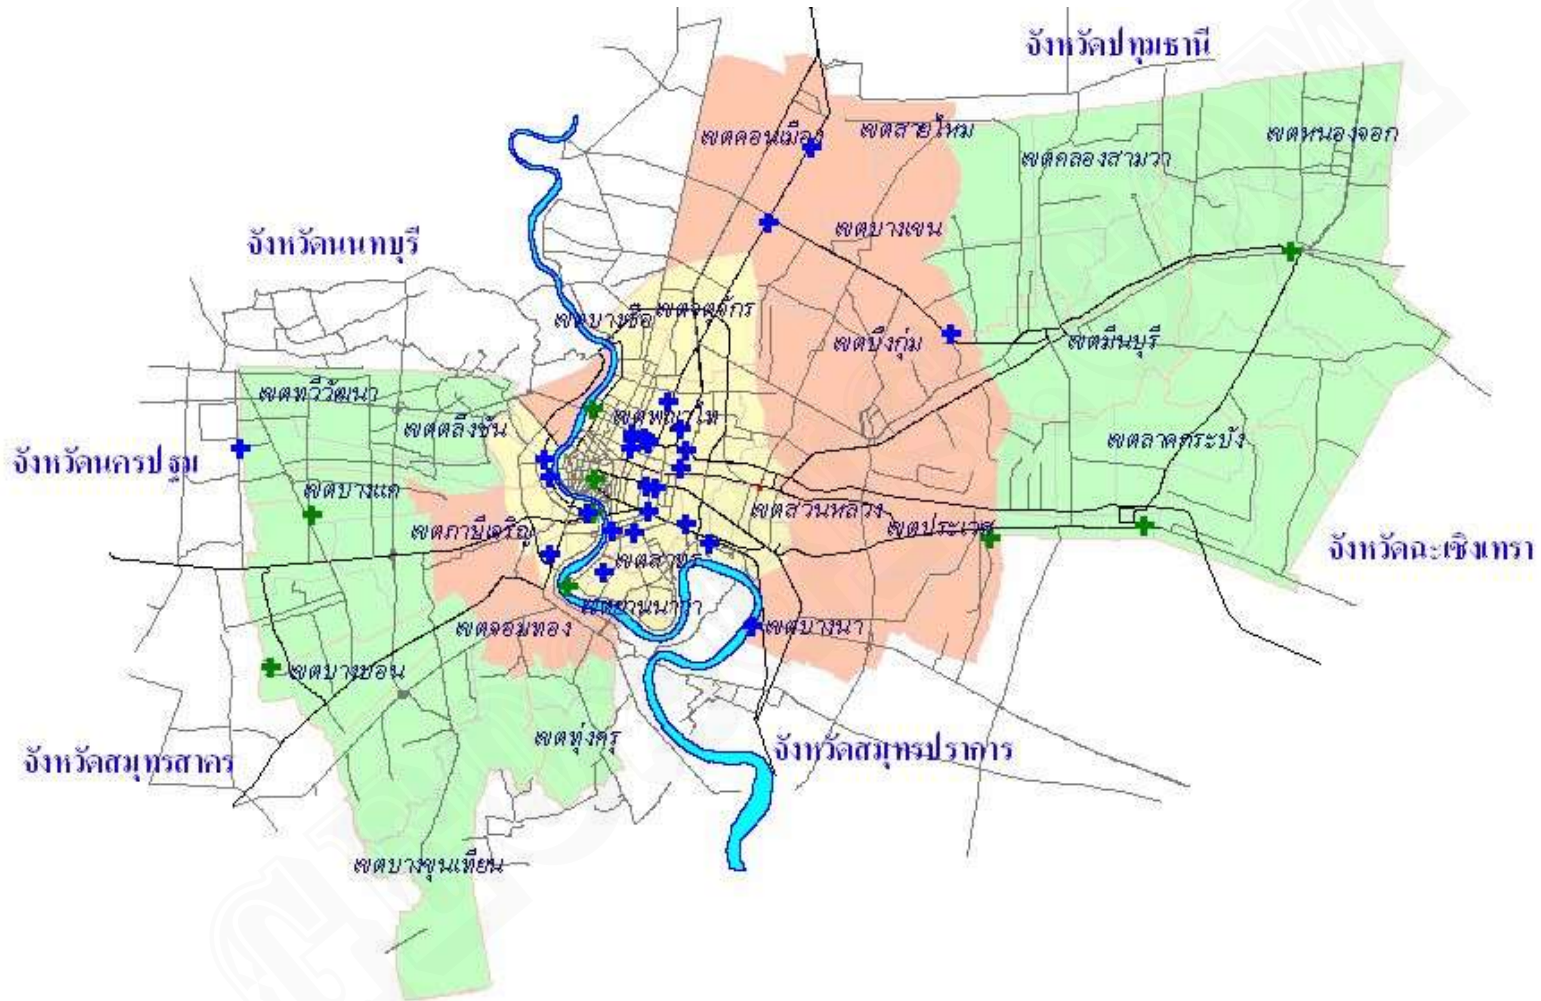 จังหวัดปทุมธานี
เขตดอนเมือง
เขตสายไหม
เขตหนองจอก
เขตคลองสามวา
เขตบางเขน
จังหวัดนนทบุรี
เขตจตุจักร
เขตบางซื่อ
เขตบึงกุ่ม
เขตมีนบุรี
เขตทวีวัฒนา
เขตพญาไท
เขตตลิ่งชัน
เขตลาดกระบัง
จังหวัดนครปฐม
เขตบางแค
เขตสวนหลวง
เขตภาษีเจริญ
เขตประเวศ
จังหวัดฉะเชิงเทรา
เขตสาทร
เขตยานนาวา
เขตจอมทอง
เขตบางนา
เขตบางบอน
เขตทุ่งครุ
จังหวัดสมุทรปราการ
จังหวัดสมุทรสาคร
เขตบางขุนเทียน